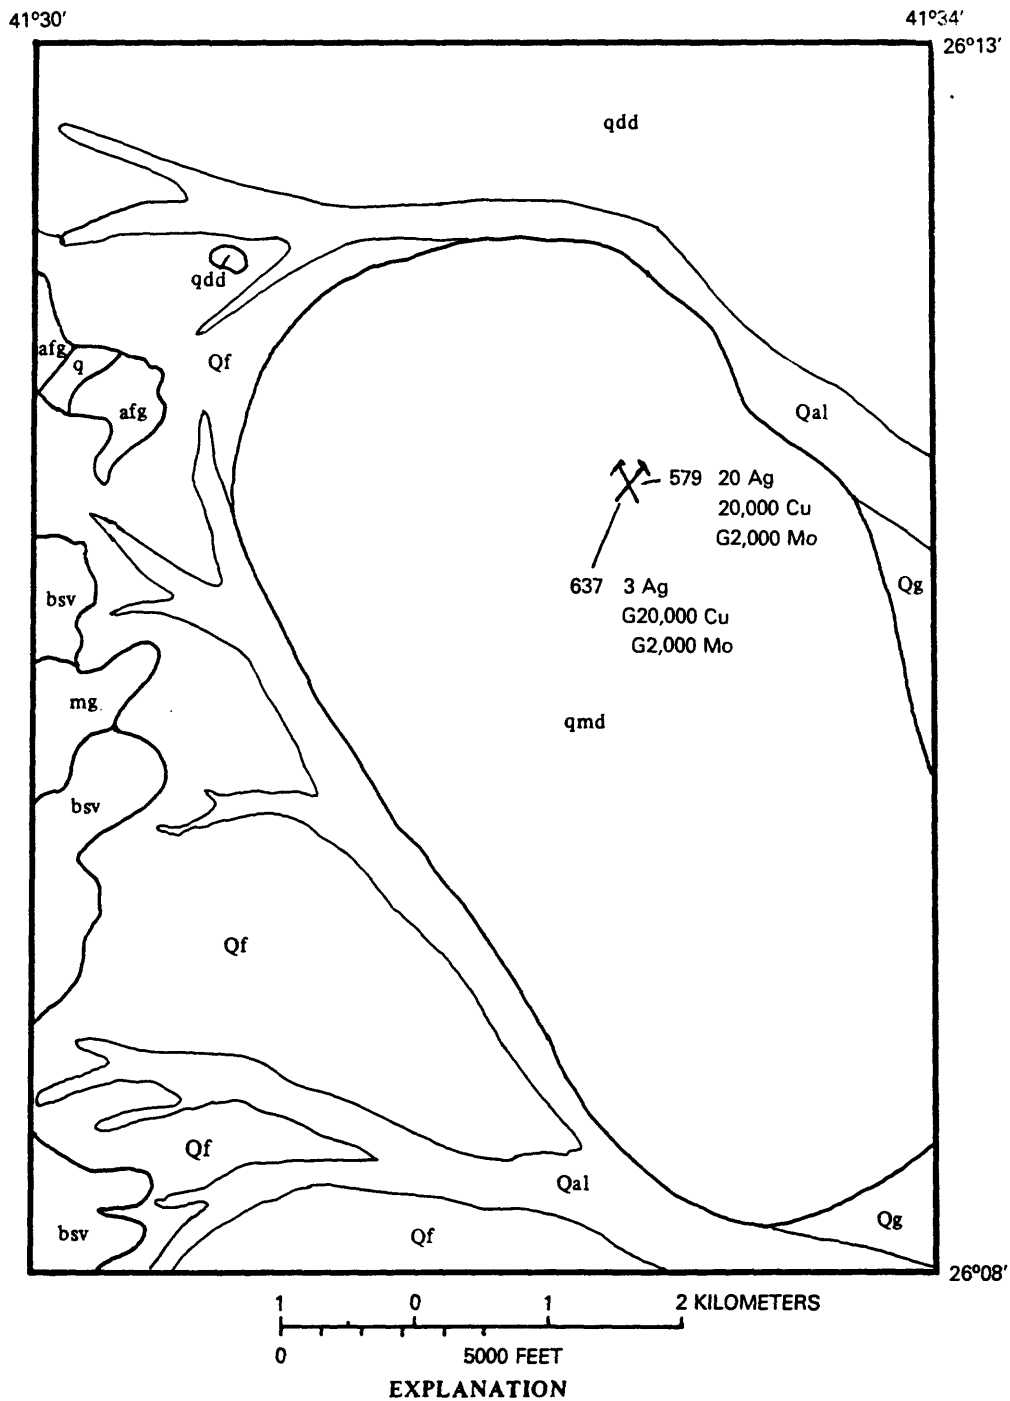 41°30′ 41°34′
26°13′
qdd
qdd
afg
q
Qf
afg
Qal
579 20 Ag
20,000 Cu
G2,000 Mo
637 3 Ag
G20,000 Cu
G2,000 Mo
Qg
bsv
mg
qmd
bsv
Qf
Qf
Qal
Qg
bsv
Qf
26°08′
1 0 1 2 KILOMETERS
0 5000 FEET
EXPLANATION